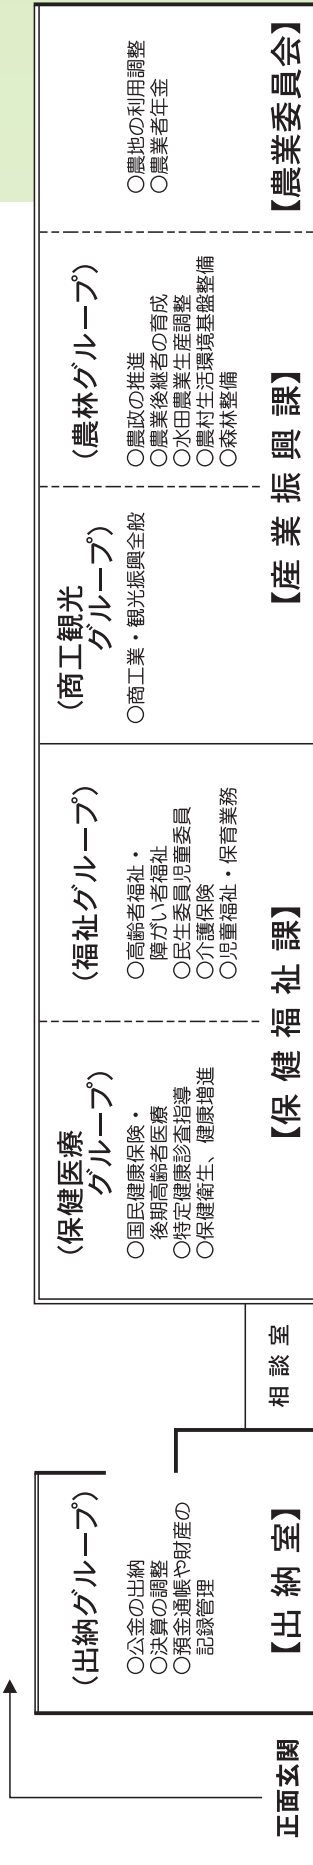 正面玄関
【出納室】
(出納グループ)
○公金の出納
○決算の調整
○預金通帳や財産の
記録管理
相談室
【保健福祉課】
(保健医療
グループ)
○国民健康保険・
後期高齢者医療
○特定健康診査指導
○保健衛生、健康増進
(福祉グループ)
○高齢者福祉・
障がい者福祉
○民生委員児童委員
○介護保険
○児童福祉・保育業務
【産業振興課】
(商工観光
グループ)
○商工業・観光振興全般
(農林グループ)
○農政の推進
○農業後継者の育成
○水田農業生産調整
○農村生活環境基盤整備
○森林整備
【農業委員会】
○農地の利用調整
○農業者年金